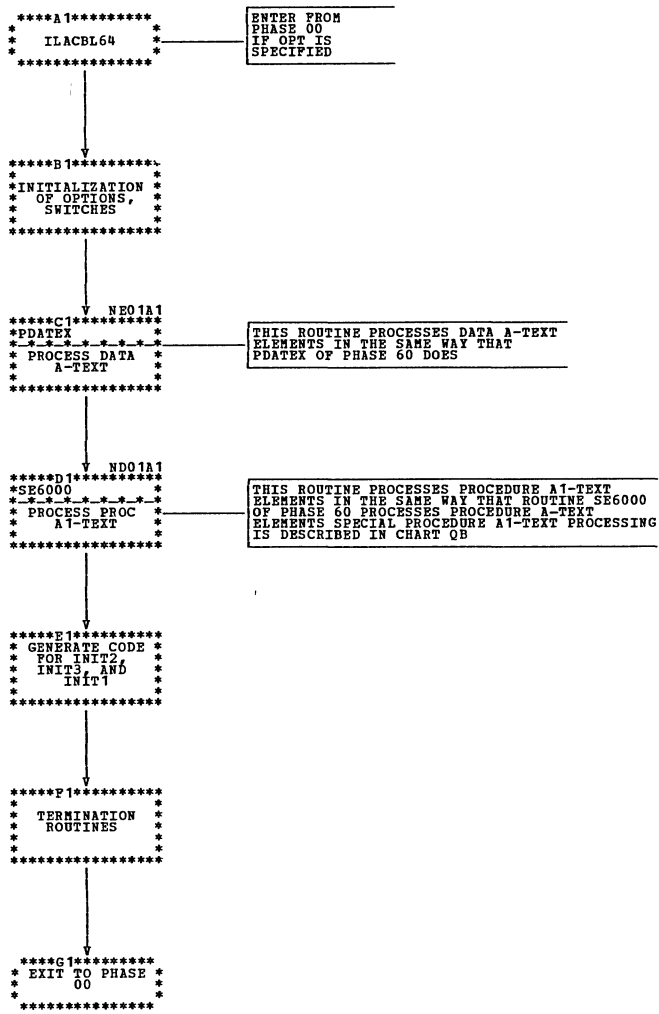 ****A1*********
ILACBL64
ENTER FROM
PHASE 00
IF OPT IS
SPECIFIED
*****B1**********
*INITIALIZATION *
* OF OPTIONS, *
* SWITCHES *
NE01A1
*****C1**********
*PDATEX *
*-*-*-*-*-*-*-*-*
* PROCESS DATA *
* A-TEXT *
THIS ROUTINE PROCESSES DATA A-TEXT
ELEMENTS IN THE SAME WAY THAT
PDATEX OF PHASE 60 DOES
ND01A1
*****D1**********
*SE6000 *
*-*-*-*-*-*-*-*-*
* PROCESS PROC *
* A1-TEXT *
THIS ROUTINE PROCESSES PROCEDURE A1-TEXT
ELEMENTS IN THE SAME WAY THAT ROUTINE SE6000
OF PHASE 60 PROCESSES PROCEDURE A-TEXT
ELEMENTS SPECIAL PROCEDURE A1-TEXT PROCESSING
IS DESCRIBED IN CHART QB
*****E1**********
* GENERATE CODE *
* FOR INIT2, *
* INIT3, AND *
* INIT1 *
*****F1**********
* TERMINATION *
* ROUTINES *
****G1*********
* EXIT TO PHASE *
* 00 *